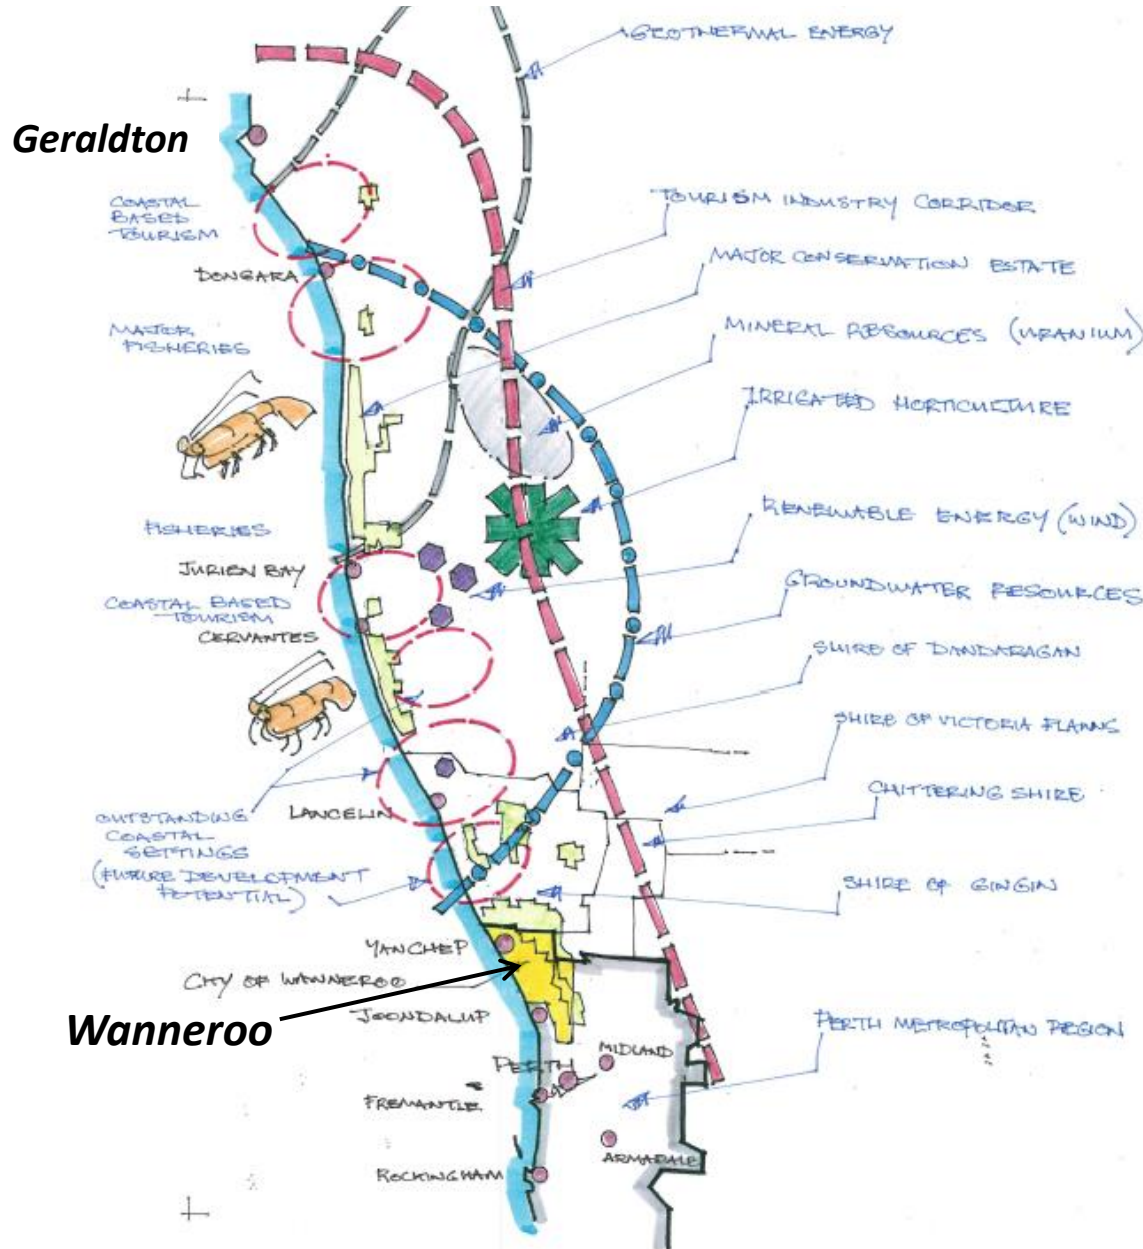 GEOTHERMAL ENERGY
Geraldton
COASTAL
BASED
TOURISM
TOURISM INDUSTRY CORRIDOR
DONGARA
MAJOR CONSERVATION ESTATE
MAJOR
FISHERIES
MINERAL RESOURCES (URANIUM)
IRRIGATED HORTICULTURE
FISHERIES
RENEWABLE ENERGY (WIND)
JURIEN BAY
COASTAL BASED
TOURISM
GROUNDWATER RESOURCES
CERVANTES
SHIRE OF DANDARAGAN
SHIRE OF VICTORIA PLAINS
CHITTERING SHIRE
LANCELIN
OUTSTANDING
COASTAL
SETTINGS
(FUTURE DEVELOPMENT
POTENTIAL)
SHIRE OF GINGIN
YANCHEP
CITY OF WANNEROO
Wanneroo
JOONDALUP
PERTH METROPOLITAN REGION
MIDLAND
PERTH
FREMANTLE
ARMADALE
ROCKINGHAM